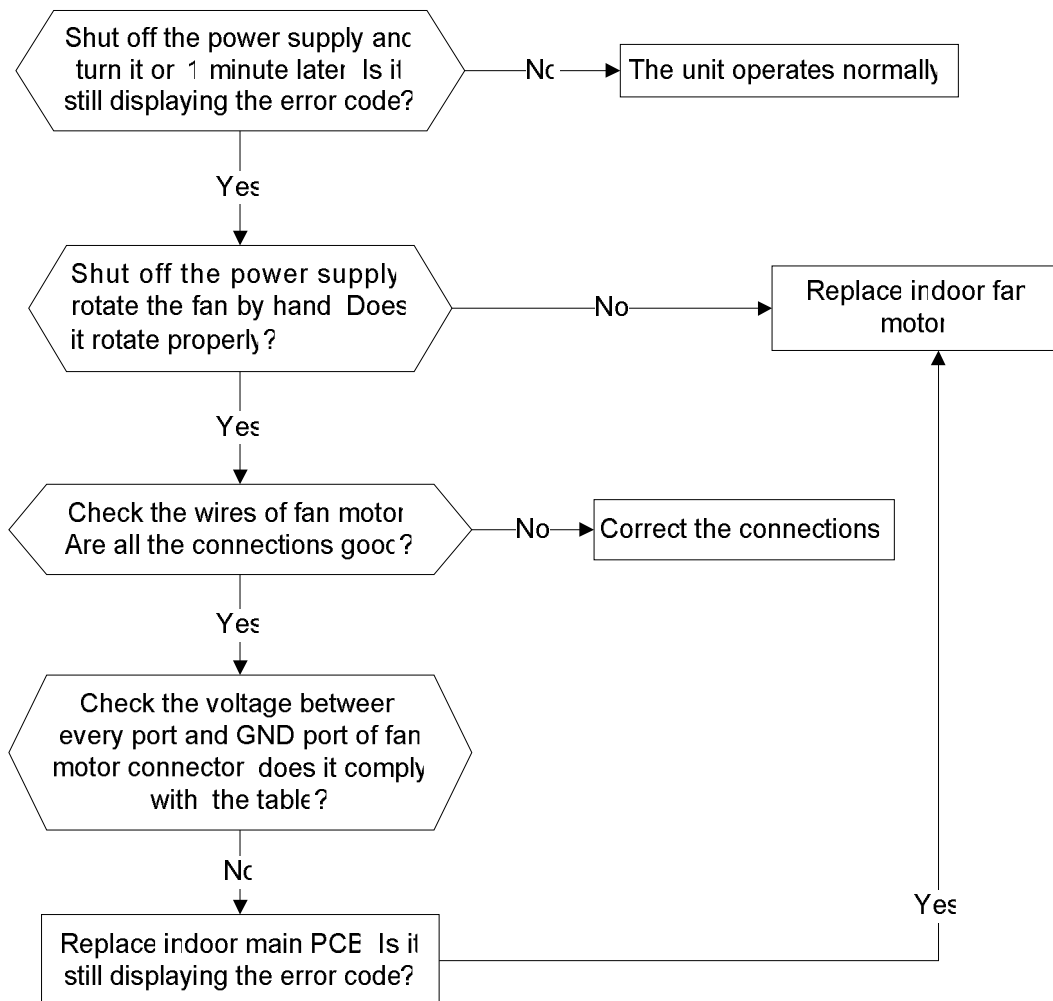 Shut off the power supply and
turn it on 1 minute later Is it
still displaying the error code?
No
The unit operates normally
Yes
Shut off the power supply
rotate the fan by hand Does
it rotate properly?
No
Replace indoor fan
motor
Yes
Check the wires of fan motor
Are all the connections good?
No
Correct the connections
Yes
Check the voltage between
every port and GND port of fan
motor connector does it comply
with the table?
No
Yes
Replace indoor main PCB Is it
still displaying the error code?